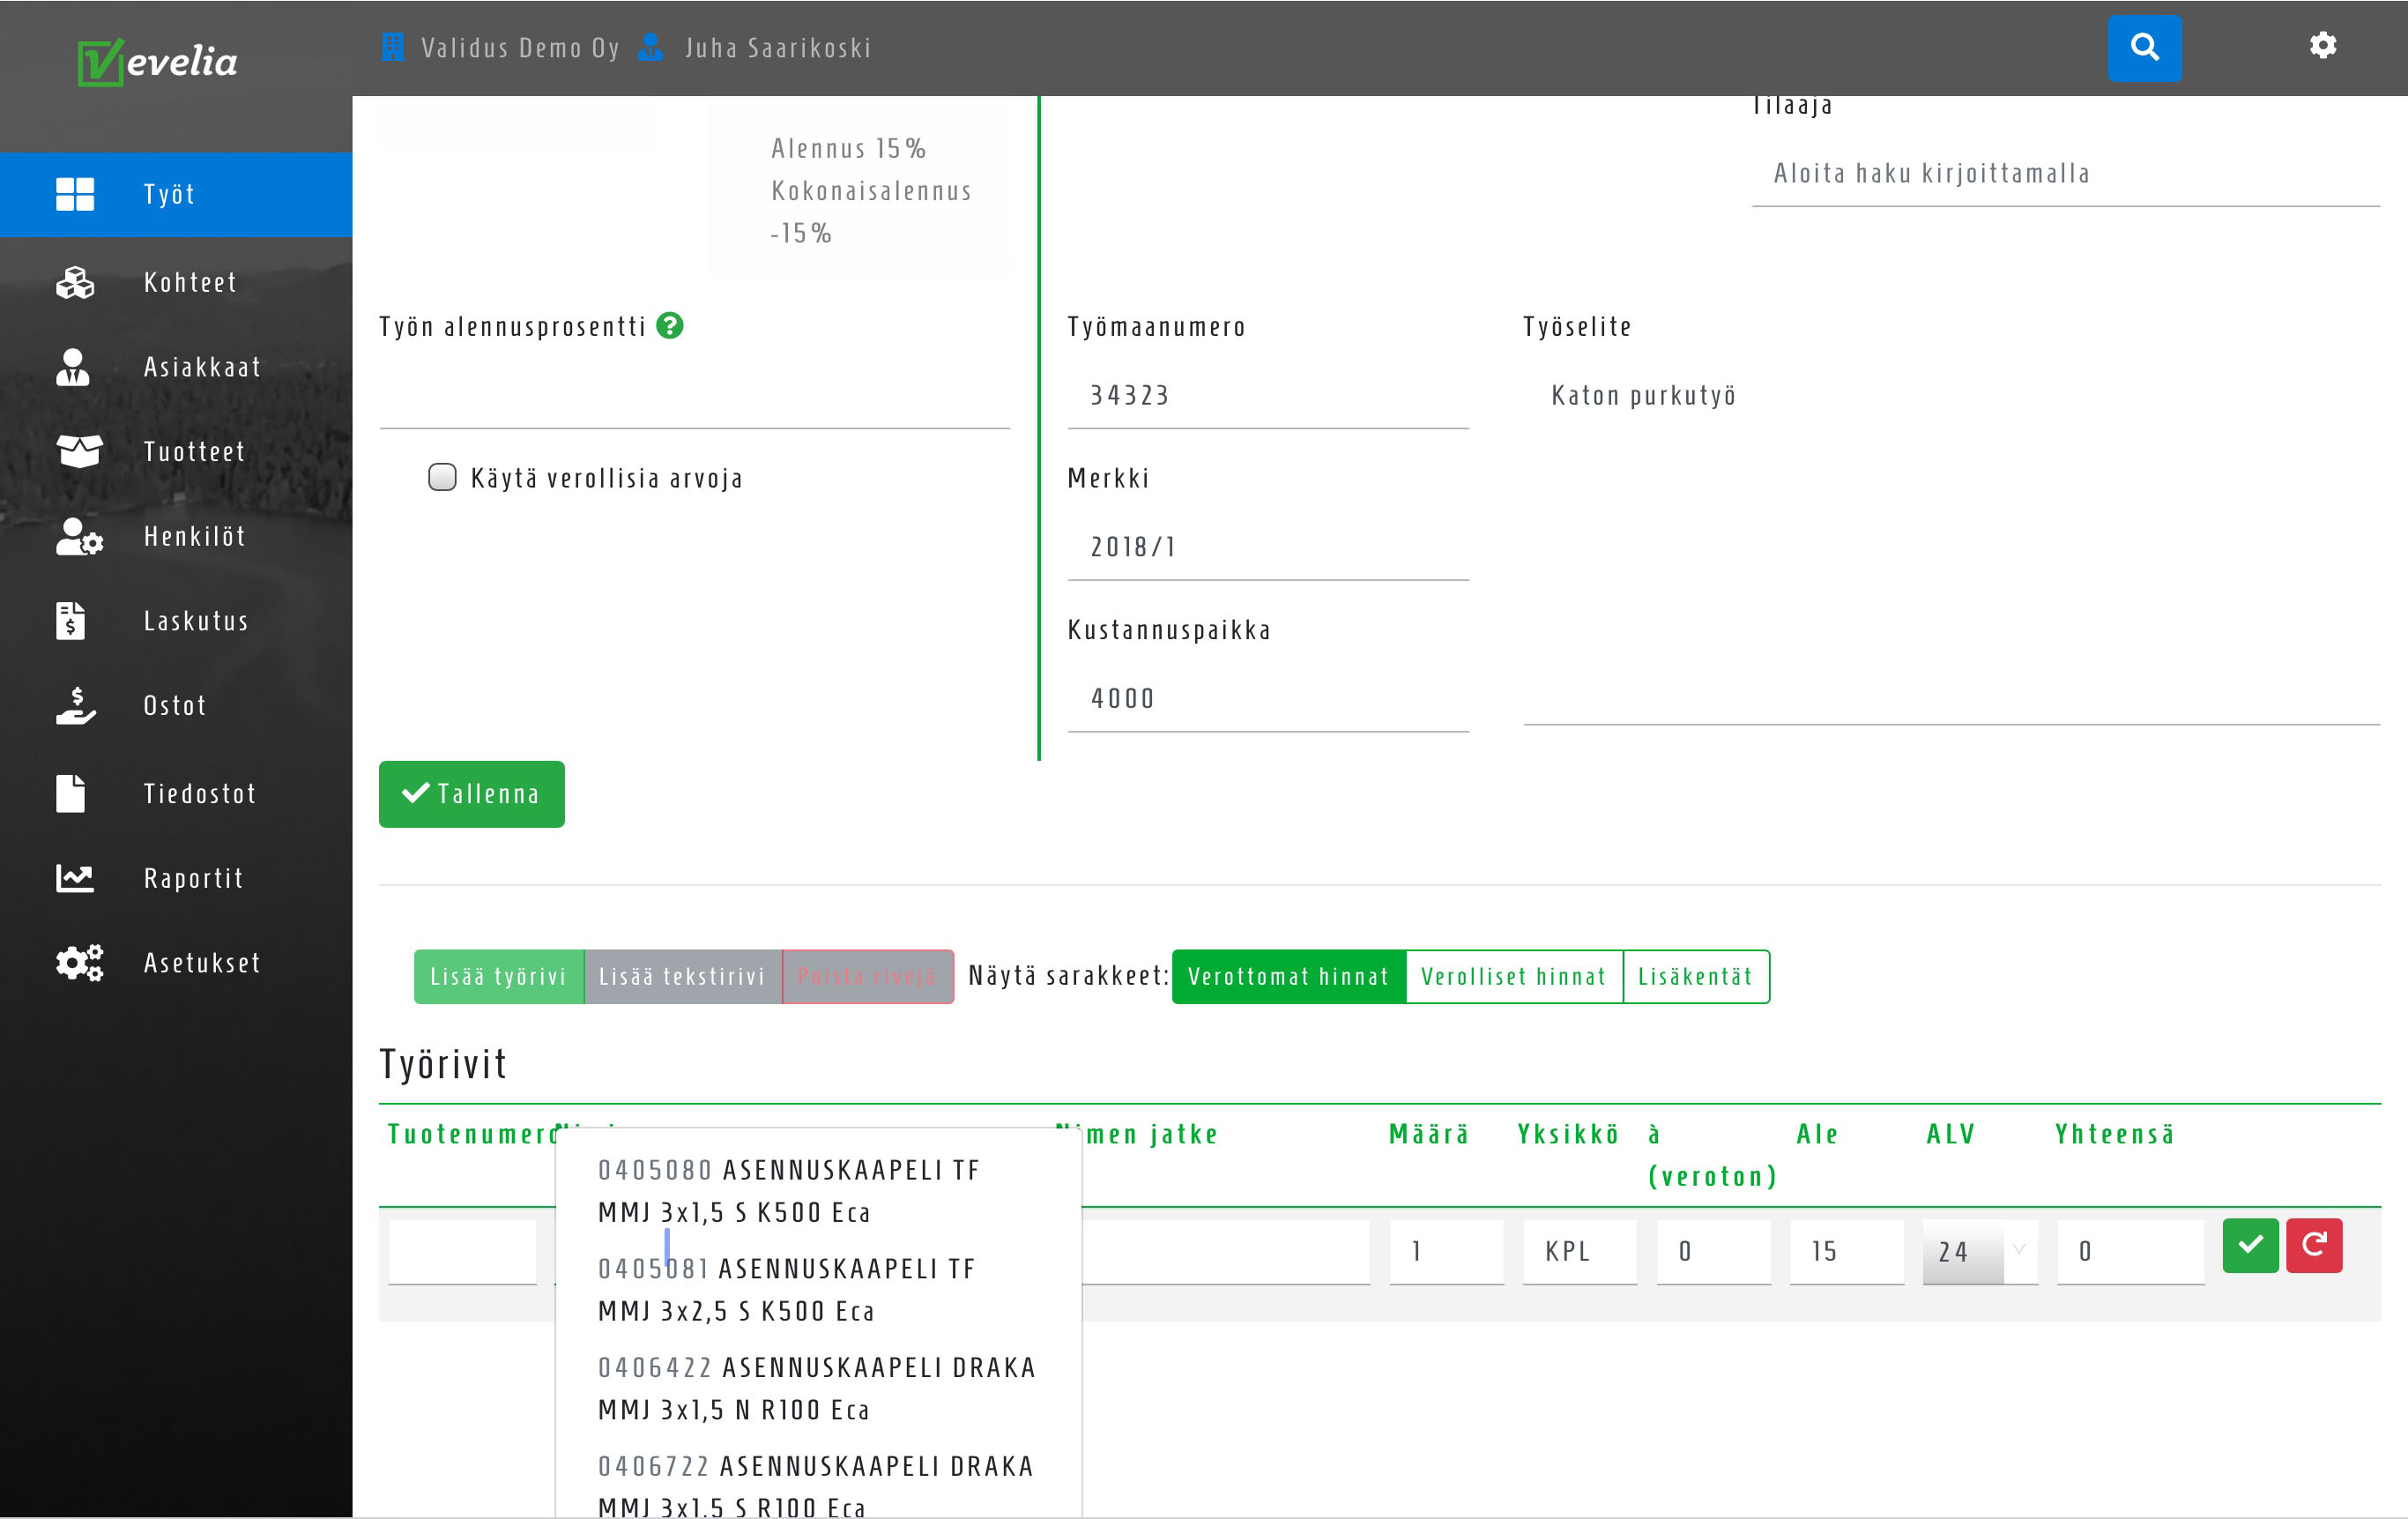 evelia
Validus Demo Oy Juha Saarikoski
Työt
Kohteet
Asiakkaat
Tuotteet
Henkilöt
Laskutus
Ostot
Tiedostot
Raportit
Asetukset
Tilaaja
Aloita haku kirjoittamalla
Alennus 15%
Kokonaisalennus
-15%
Työn alennusprosentti ?
Käytä verollisia arvoja
Työmaanumero
34323
Merkki
2018/1
Kustannuspaikka
4000
Työselite
Katon purkutyö
Tallenna
Lisää työrivi Lisää tekstirivi Poista rivejä Näytä sarakkeet: Verottomat hinnat Verolliset hinnat Lisäkentät
Työrivit
Tuotenumero Nimen jatke Määrä Yksikkö à Ale ALV Yhteensä
(veroton)
1 KPL 0 15 24 0
0405080 ASENNUSKAAPELI TF
MMJ 3x1,5 S K500 Eca
0405081 ASENNUSKAAPELI TF
MMJ 3x2,5 S K500 Eca
0406422 ASENNUSKAAPELI DRAKA
MMJ 3x1,5 N R100 Eca
0406722 ASENNUSKAAPELI DRAKA
MMJ 3x1,5 S R100 Eca